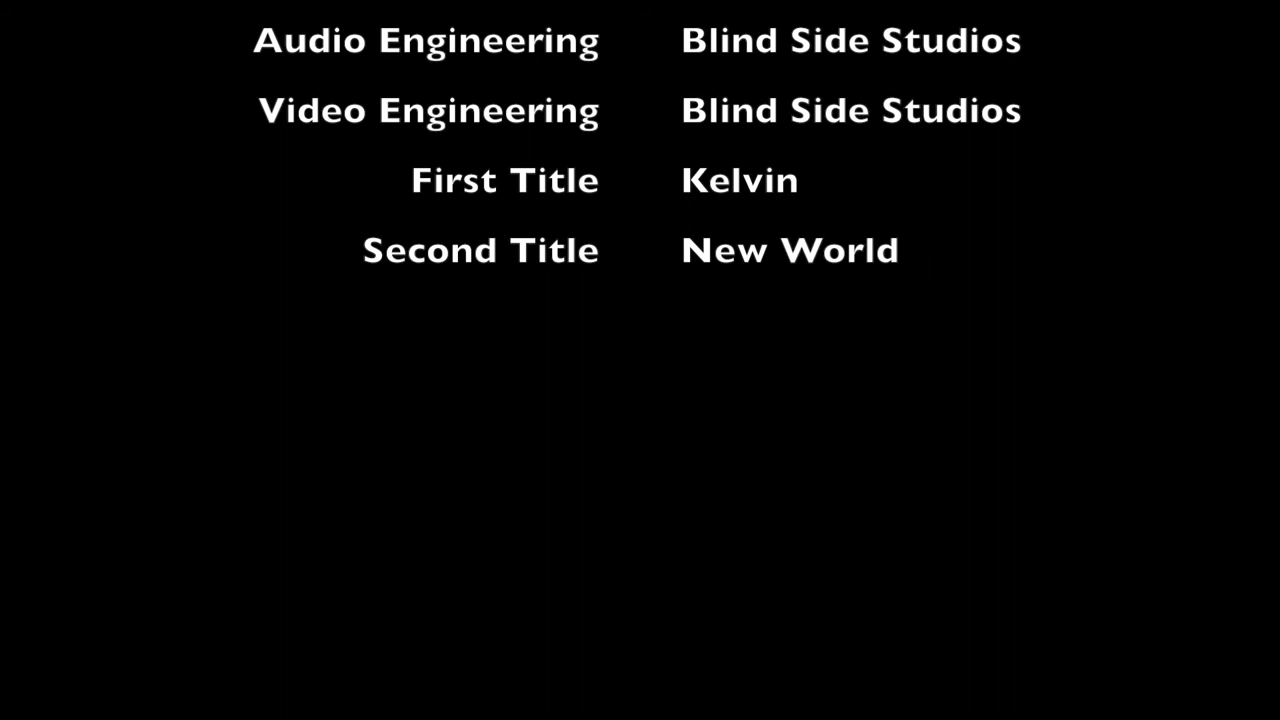 Audio Engineering Blind Side Studios
Video Engineering Blind Side Studios
First Title Kelvin
Second Title New World